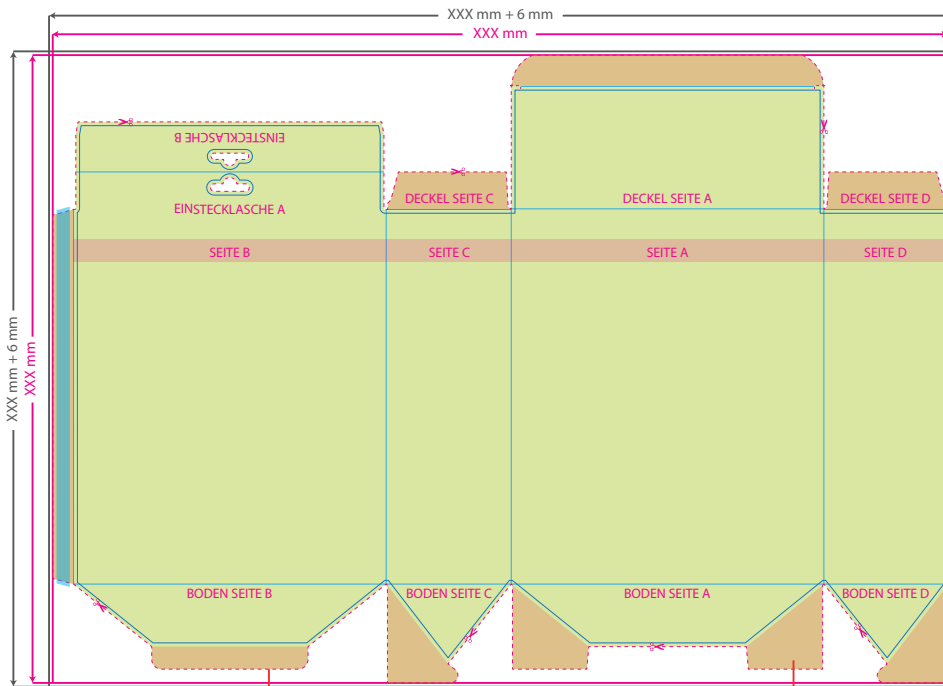 XXX mm + 6 mm
XXX mm
EINSTECKLASCHE B
EINSTECKLASCHE A
DECKEL SEITE C
DECKEL SEITE A
DECKEL SEITE D
SEITE B
SEITE C
SEITE A
SEITE D
XXX mm + 6 mm
XXX mm
BODEN SEITE B
BODEN SEITE C
BODEN SEITE A
BODEN SEITE D